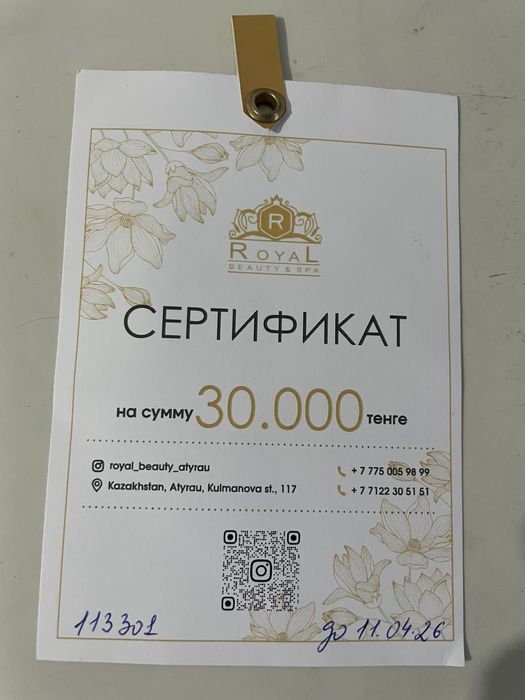 R
ROYAL
BEAUTY & SPA
СЕРТИФИКАТ
на сумму 30.000 тенге
royal_beauty_atyrau
+ 7 775 005 98 99
Kazakhstan, Atyrau, Kulmanova st., 117
+ 7 7122 30 51 51
113301
до 11.04.26